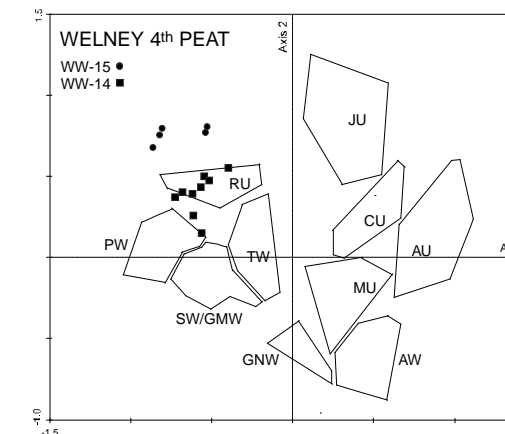 1.5
WELNEY 4th PEAT
WW-15
WW-14
Axis 2
JU
RU
CU
AU
PW
TW
MU
SW/GMW
GNW
AW
-1.0
-1.5
A